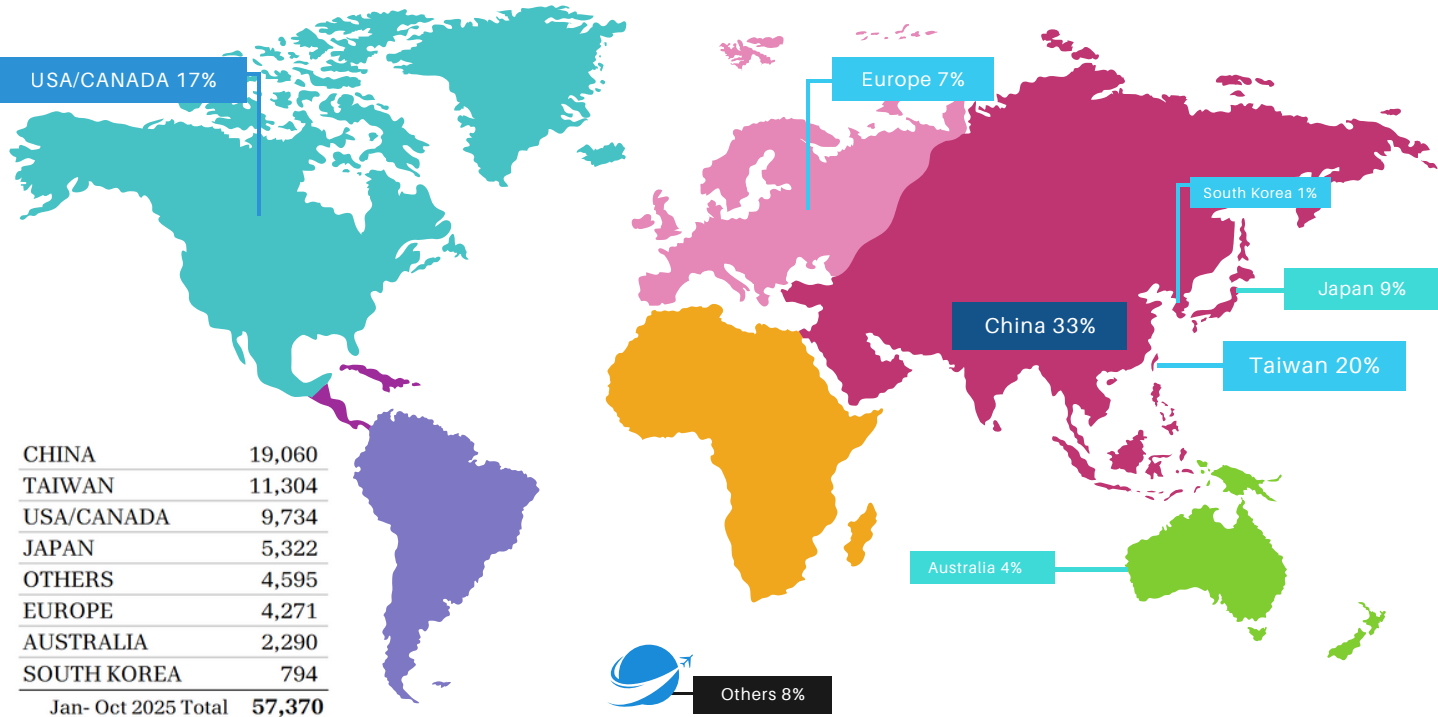 USA/CANADA 17%
Europe 7%
South Korea 1%
Japan 9%
China 33%
Taiwan 20%
Australia 4%
Others 8%
CHINA 19,060
TAIWAN 11,304
USA/CANADA 9,734
JAPAN 5,322
OTHERS 4,595
EUROPE 4,271
AUSTRALIA 2,290
SOUTH KOREA 794
Jan- Oct 2025 Total 57,370